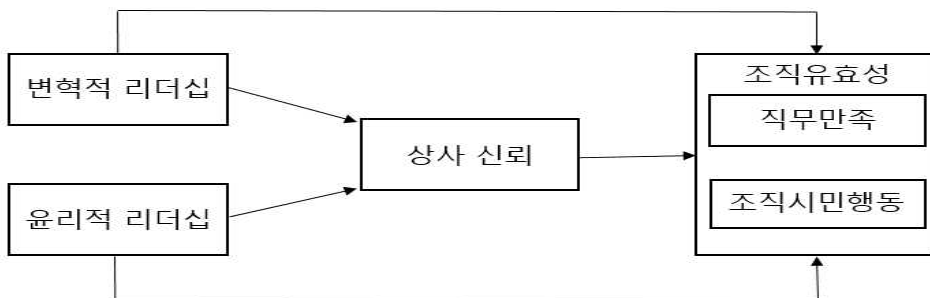 변혁적 리더십
윤리적 리더십
상사 신뢰
조직유효성
직무만족
조직시민행동